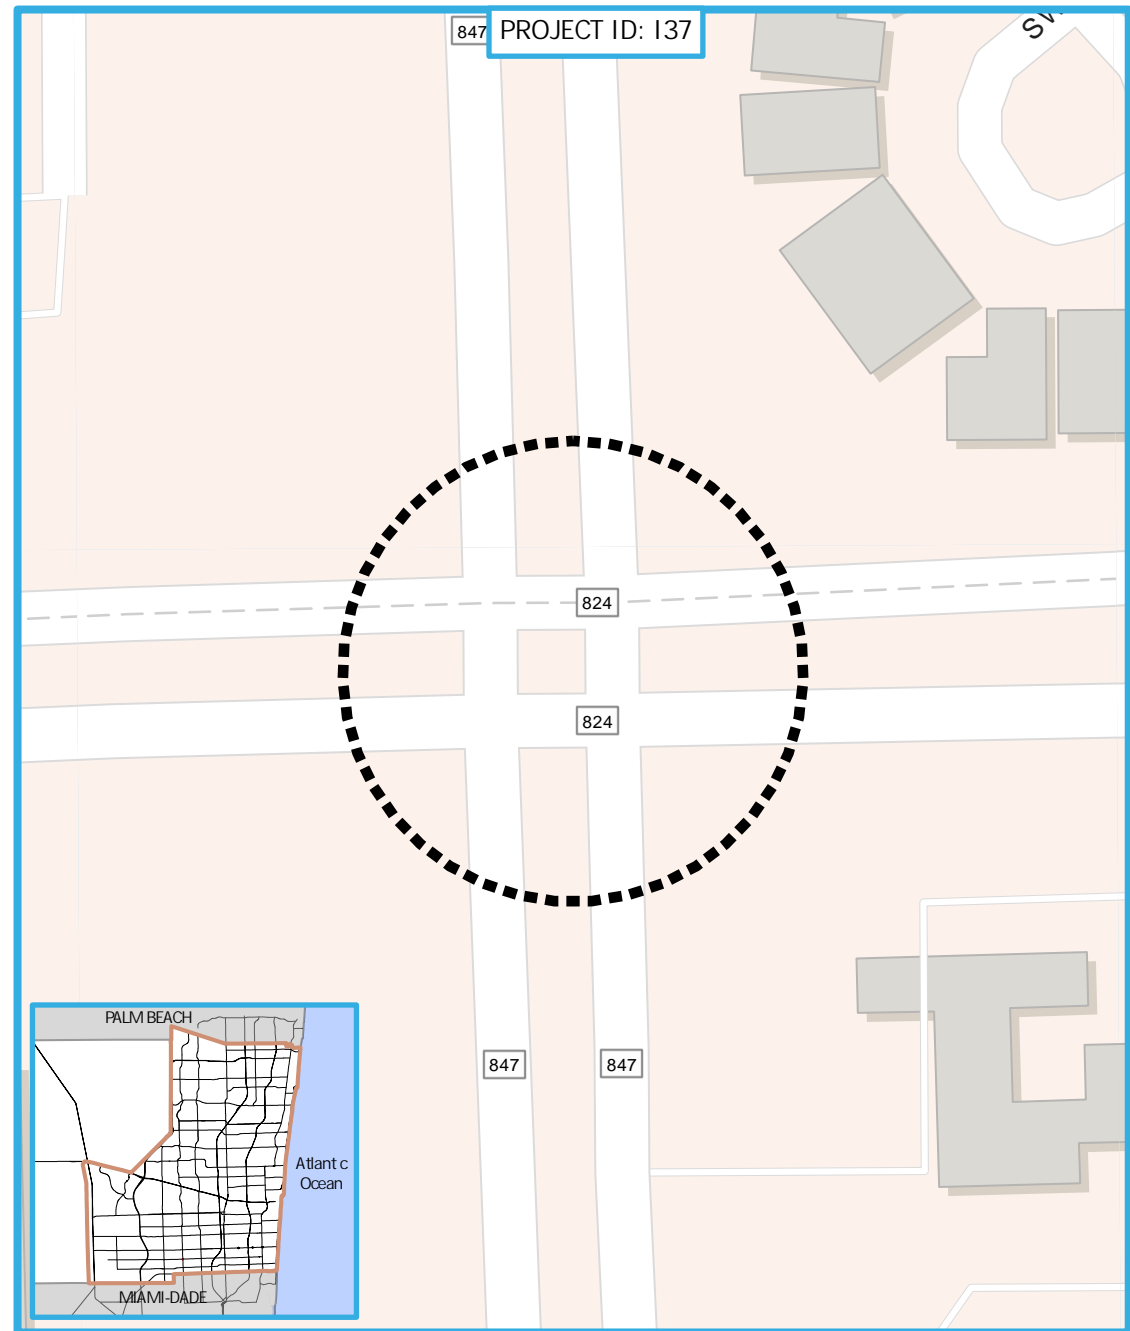 847
PROJECT ID: I37
SW
824
824
847
847
PALM BEACH
Atlant c
Ocean
MIAMI-DADE